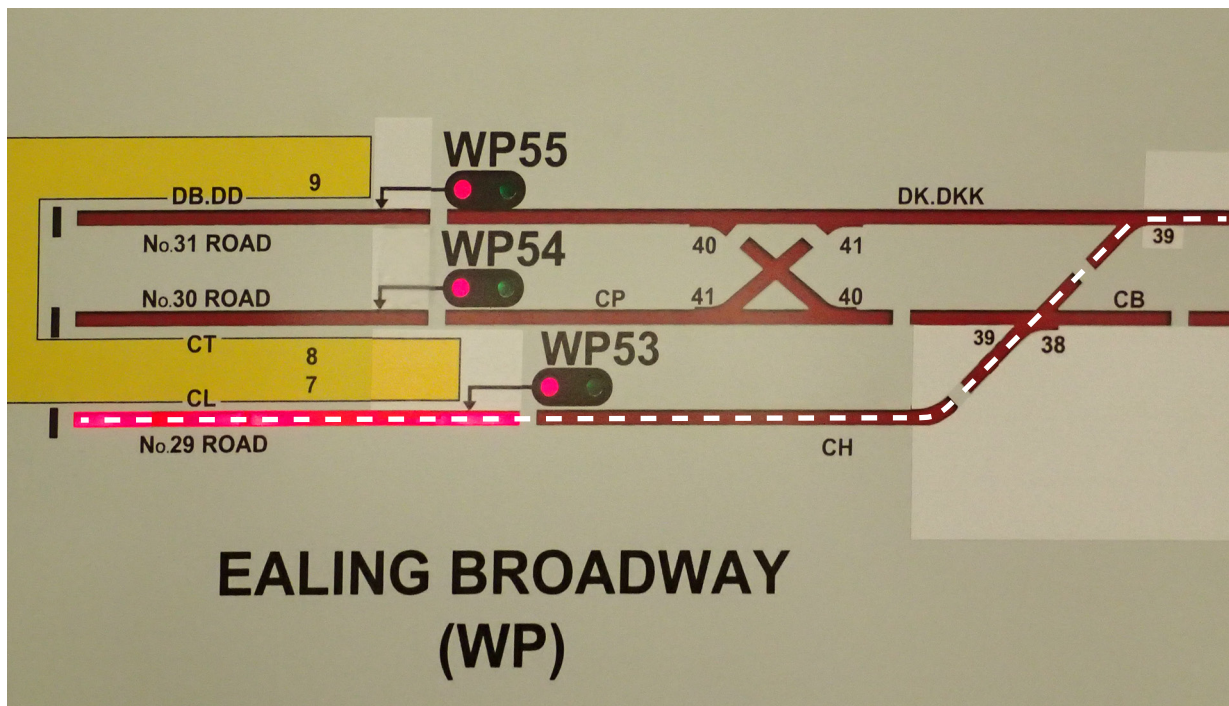 WP55
9
DB.DD
DK.DKK
No.31 ROAD
40
41
39
WP54
No.30 ROAD
CP
41
40
CB
CT
8
WP53
39
38
7
CL
No.29 ROAD
CH
EALING BROADWAY
(WP)